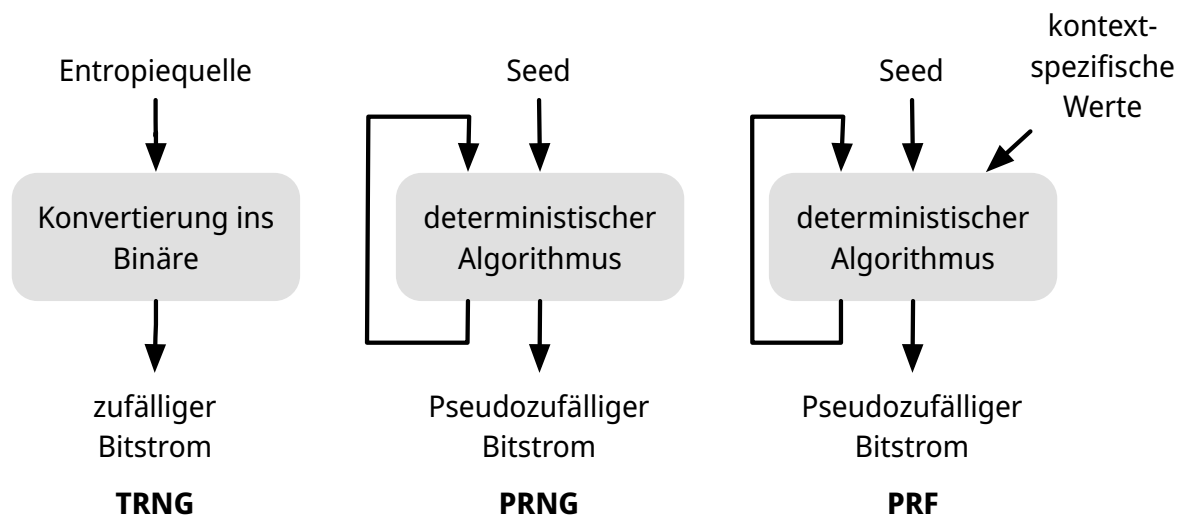 Entropiequelle
Konvertierung ins
Binäre
zufälliger
Bitstrom
TRNG
Seed
deterministischer
Algorithmus
Pseudozufälliger
Bitstrom
PRNG
Seed
kontext-
spezifische
Werte
deterministischer
Algorithmus
Pseudozufälliger
Bitstrom
PRF